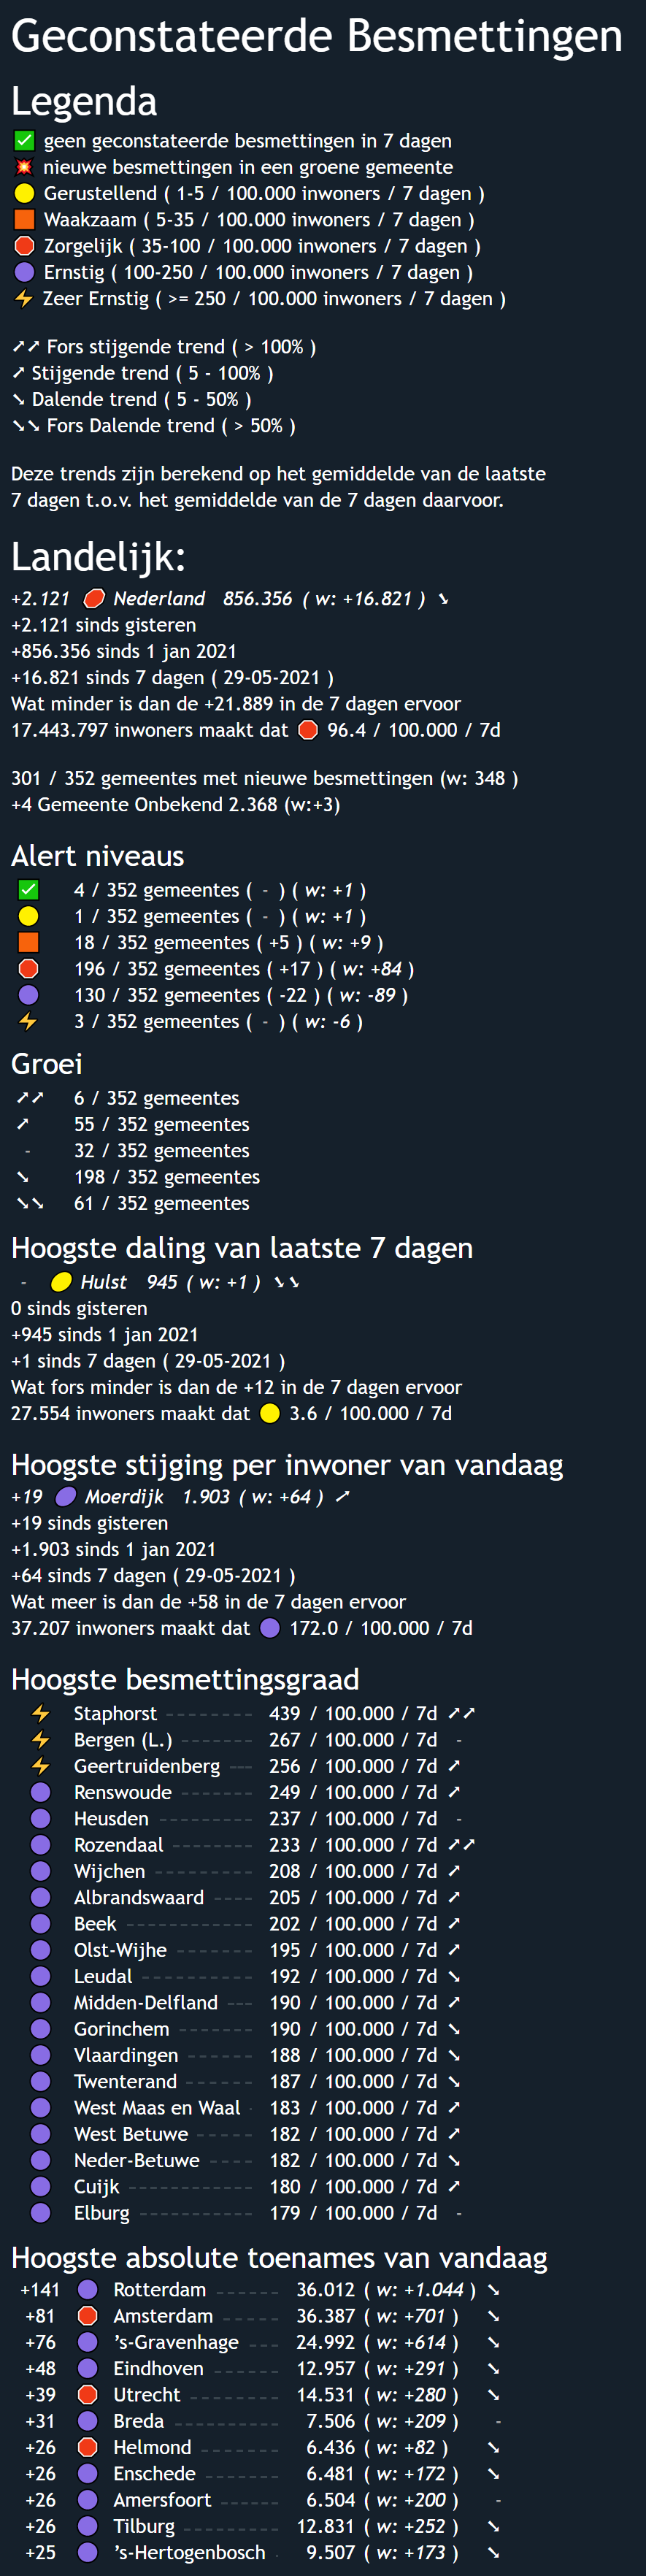 Geconstateerde Besmettingen
Legenda
✅ geen geconstateerde besmettingen in 7 dagen
💥 nieuwe besmettingen in een groene gemeente
🟡 Gerustellend ( 1-5 / 100.000 inwoners / 7 dagen )
🟧 Waakzaam ( 5-35 / 100.000 inwoners / 7 dagen )
🛑 Zorgelijk ( 35-100 / 100.000 inwoners / 7 dagen )
🟣 Ernstig ( 100-250 / 100.000 inwoners / 7 dagen )
⚡ Zeer Ernstig ( >= 250 / 100.000 inwoners / 7 dagen )
➚➚ Fors stijgende trend ( > 100% )
➚ Stijgende trend ( 5 - 100% )
➘ Dalende trend ( 5 - 50% )
➘➘ Fors Dalende trend ( > 50% )
Deze trends zijn berekend op het gemiddelde van de laatste
7 dagen t.o.v. het gemiddelde van de 7 dagen daarvoor.
Landelijk:
+2.121 🛑 Nederland 856.356 ( w: +16.821 ) ➘
+2.121 sinds gisteren
+856.356 sinds 1 jan 2021
+16.821 sinds 7 dagen ( 29-05-2021 )
Wat minder is dan de +21.889 in de 7 dagen ervoor
17.443.797 inwoners maakt dat 🛑 96.4 / 100.000 / 7d
301 / 352 gemeentes met nieuwe besmettingen (w: 348 )
+4 Gemeente Onbekend 2.368 (w:+3)
Alert niveaus
✅ 4 / 352 gemeentes ( - ) ( w: +1 )
🟡 1 / 352 gemeentes ( - ) ( w: +1 )
🟧 18 / 352 gemeentes ( +5 ) ( w: +9 )
🛑 196 / 352 gemeentes ( +17 ) ( w: +84 )
🟣 130 / 352 gemeentes ( -22 ) ( w: -89 )
⚡ 3 / 352 gemeentes ( - ) ( w: -6 )
Groei
➚➚ 6 / 352 gemeentes
➚ 55 / 352 gemeentes
- 32 / 352 gemeentes
➘ 198 / 352 gemeentes
➘➘ 61 / 352 gemeentes
Hoogste daling van laatste 7 dagen
- 🟡 Hulst 945 ( w: +1 ) ➘➘
0 sinds gisteren
+945 sinds 1 jan 2021
+1 sinds 7 dagen ( 29-05-2021 )
Wat fors minder is dan de +12 in de 7 dagen ervoor
27.554 inwoners maakt dat 🟡 3.6 / 100.000 / 7d
Hoogste stijging per inwoner van vandaag
+19 🟣 Moerdijk 1.903 ( w: +64 ) ➚
+19 sinds gisteren
+1.903 sinds 1 jan 2021
+64 sinds 7 dagen ( 29-05-2021 )
Wat meer is dan de +58 in de 7 dagen ervoor
37.207 inwoners maakt dat 🟣 172.0 / 100.000 / 7d
Hoogste besmettingsgraad
⚡ Staphorst -------- 439 / 100.000 / 7d ➚➚
⚡ Bergen (L.) ------- 267 / 100.000 / 7d -
⚡ Geertruidenberg --- 256 / 100.000 / 7d ➚
🟣 Renswoude ------- 249 / 100.000 / 7d ➚
🟣 Heusden --------- 237 / 100.000 / 7d -
🟣 Rozendaal -------- 233 / 100.000 / 7d ➚➚
🟣 Wijchen --------- 208 / 100.000 / 7d ➚
🟣 Albrandswaard ---- 205 / 100.000 / 7d ➚
🟣 Beek ------------ 202 / 100.000 / 7d ➚
🟣 Olst-Wijhe ------- 195 / 100.000 / 7d ➚
🟣 Leudal ---------- 192 / 100.000 / 7d ➘
🟣 Midden-Delfland --- 190 / 100.000 / 7d ➚
🟣 Gorinchem ------- 190 / 100.000 / 7d ➘
🟣 Vlaardingen ------ 188 / 100.000 / 7d ➘
🟣 Twenterand ------ 187 / 100.000 / 7d ➘
🟣 West Maas en Waal - 183 / 100.000 / 7d ➚
🟣 West Betuwe ----- 182 / 100.000 / 7d ➚
🟣 Neder-Betuwe ---- 182 / 100.000 / 7d ➘
🟣 Cuijk ------------ 180 / 100.000 / 7d ➚
🟣 Elburg ---------- 179 / 100.000 / 7d -
Hoogste absolute toenames van vandaag
+141 🟣 Rotterdam ------ 36.012 ( w: +1.044 ) ➘
+81 🛑 Amsterdam ----- 36.387 ( w: +701 ) ➘
+76 🟣 's-Gravenhage --- 24.992 ( w: +614 ) ➘
+48 🟣 Eindhoven ------ 12.957 ( w: +291 ) ➘
+39 🛑 Utrecht -------- 14.531 ( w: +280 ) ➘
+31 🟣 Breda ---------- 7.506 ( w: +209 ) -
+26 🛑 Helmond ------- 6.436 ( w: +82 ) ➘
+26 🟣 Enschede ------- 6.481 ( w: +172 ) ➘
+26 🟣 Amersfoort ----- 6.504 ( w: +200 ) -
+26 🟣 Tilburg --------- 12.831 ( w: +252 ) ➘
+25 🟣 's-Hertogenbosch - 9.507 ( w: +173 ) ➘